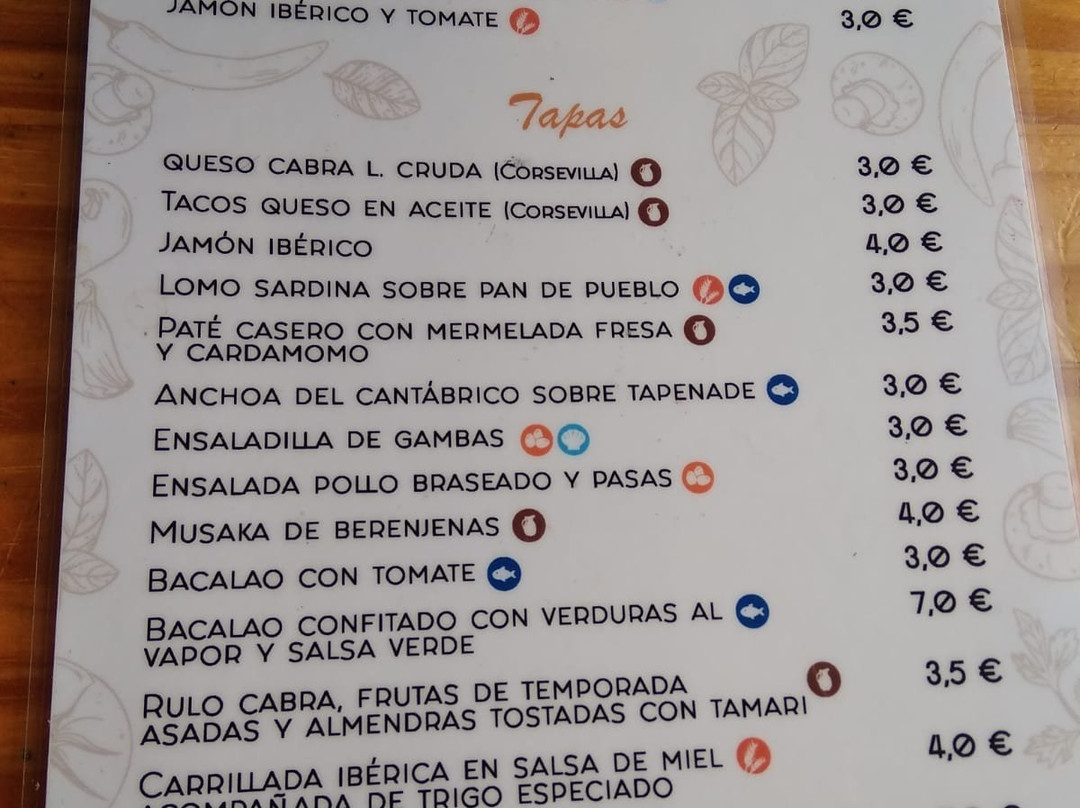 JAMÓN IBÉRICO Y TOMATE 3,0 €
Tapas
QUESO CABRA L. CRUDA (CORSEVILLA) 3,0 €
TACOS QUESO EN ACEITE (CORSEVILLA) 3,0 €
JAMÓN IBÉRICO 4,0 €
LOMO SARDINA SOBRE PAN DE PUEBLO 3,0 €
PATÉ CASERO CON MERMELADA FRESA 3,5 €
Y CARDAMOMO
ANCHOA DEL CANTÁBRICO SOBRE TAPENADE 3,0 €
ENSALADILLA DE GAMBAS 3,0 €
ENSALADA POLLO BRASEADO Y PASAS 3,0 €
MUSAKA DE BERENJENAS 4,0 €
BACALAO CON TOMATE 3,0 €
BACALAO CONFITADO CON VERDURAS AL 7,0 €
VAPOR Y SALSA VERDE
RULO CABRA, FRUTAS DE TEMPORADA 3,5 €
ASADAS Y ALMENDRAS TOSTADAS CON TAMARI
CARRILLADA IBÉRICA EN SALSA DE MIEL 4,0 €
ACOMPAÑADA DE TRIGO ESPECIADO